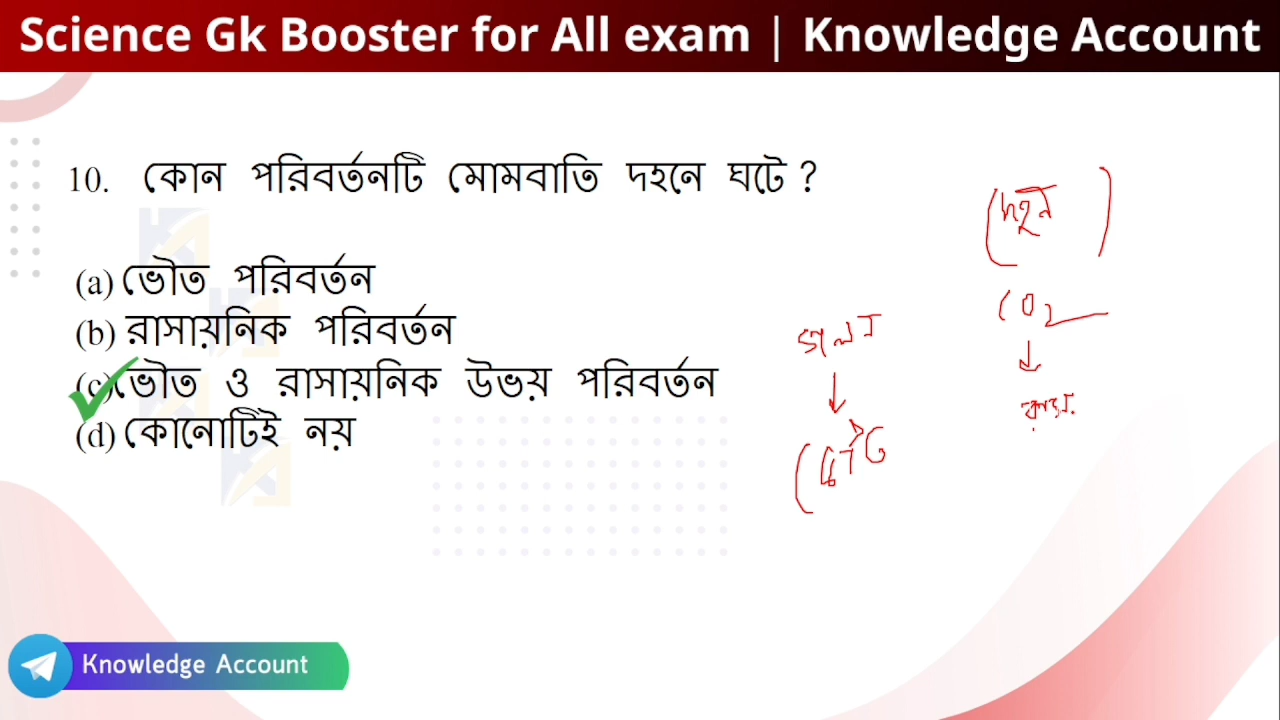 Science Gk Booster for All exam | Knowledge Account
10. কোন পরিবর্তনটি মোমবাতি দহনে ঘটে ?
(a) ভৌত পরিবর্তন
(b) রাসায়নিক পরিবর্তন
(c) ভৌত ও রাসায়নিক উভয় পরিবর্তন
(d) কোনোটিই নয়
(দহন )
CO2
Knowledge Account